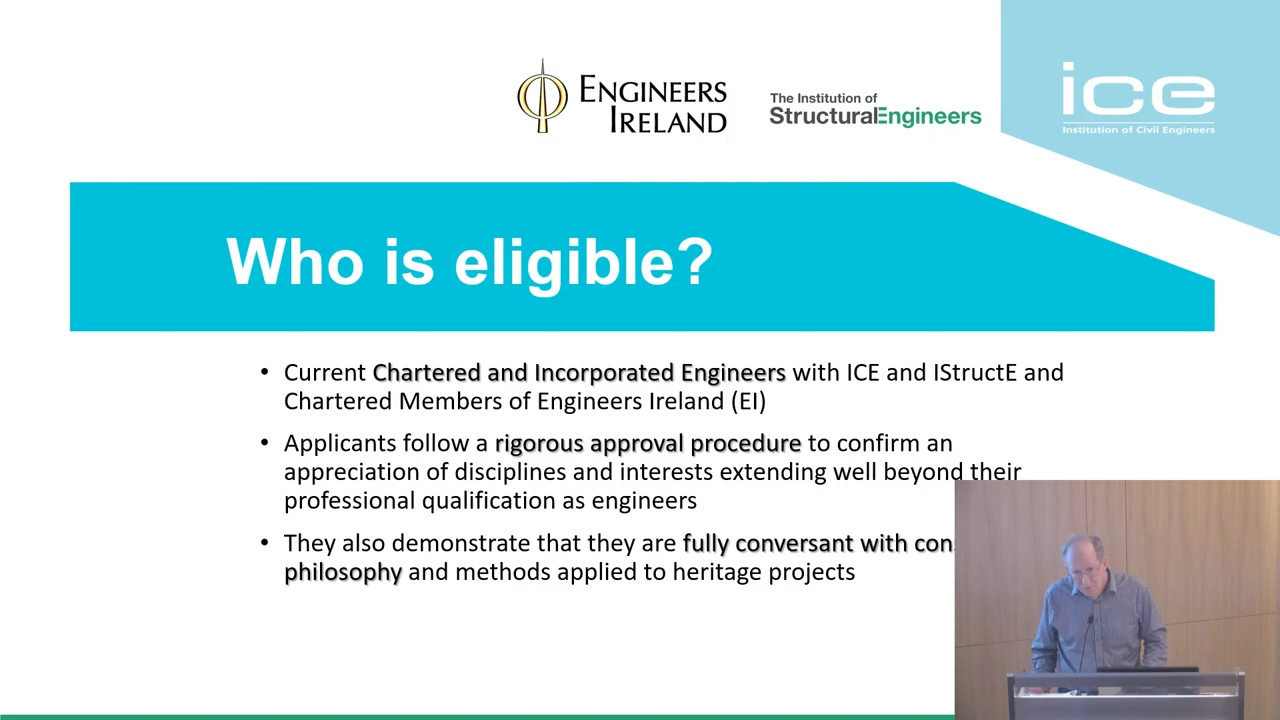 ENGINEERS
IRELAND
The Institution of
StructuralEngineers
ice
Institution of Civil Engineers
Who is eligible?
• Current Chartered and Incorporated Engineers with ICE and IStructE and
Chartered Members of Engineers Ireland (EI)
• Applicants follow a rigorous approval procedure to confirm an
appreciation of disciplines and interests extending well beyond their
professional qualification as engineers
• They also demonstrate that they are fully conversant with
philosophy and methods applied to heritage projects